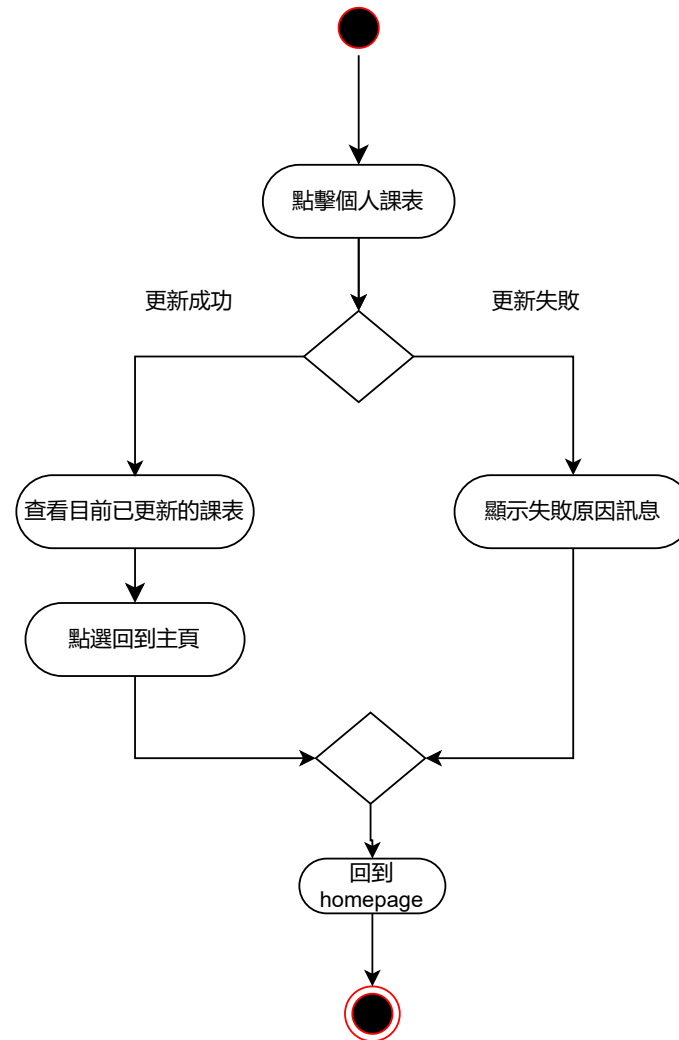 點擊個人課表
更新成功
更新失敗
查看目前已更新的課表
顯示失敗原因訊息
點選回到主頁
回到
homepage